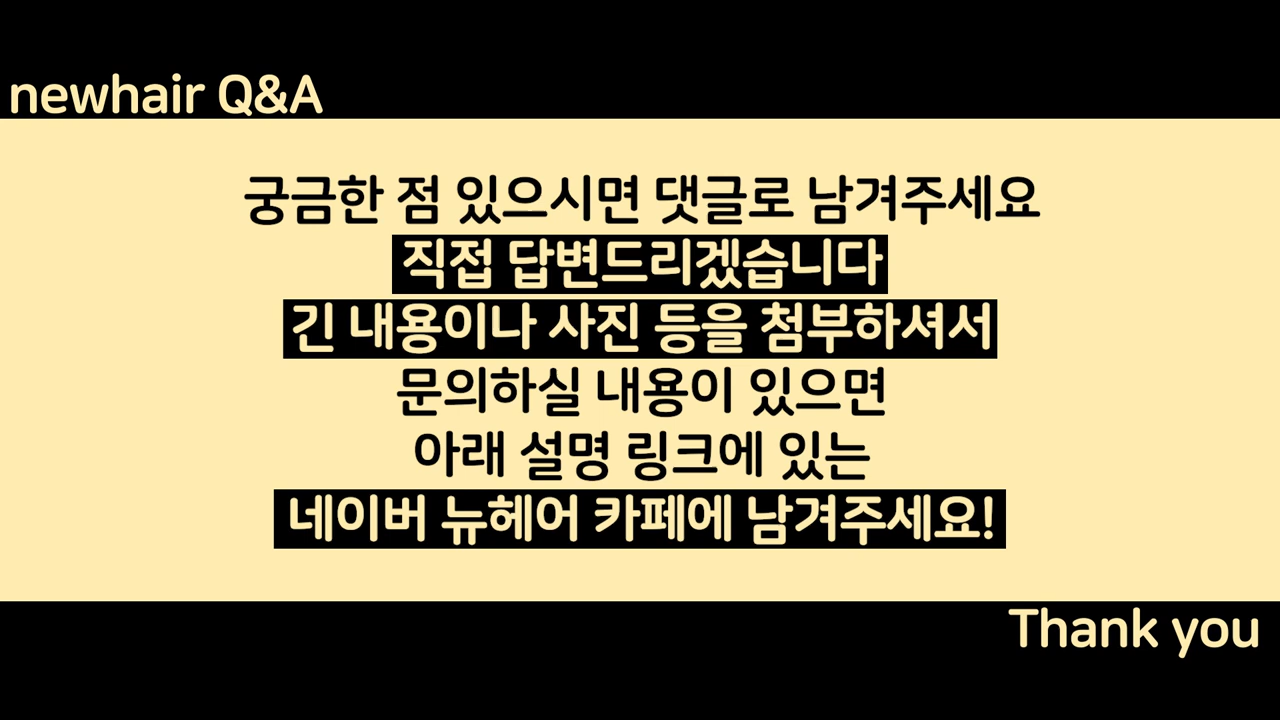 newhair Q&A
궁금한 점 있으시면 댓글로 남겨주세요
직접 답변드리겠습니다
긴 내용이나 사진 등을 첨부하셔서
문의하실 내용이 있으면
아래 설명 링크에 있는
네이버 뉴헤어 카페에 남겨주세요!
Thank you